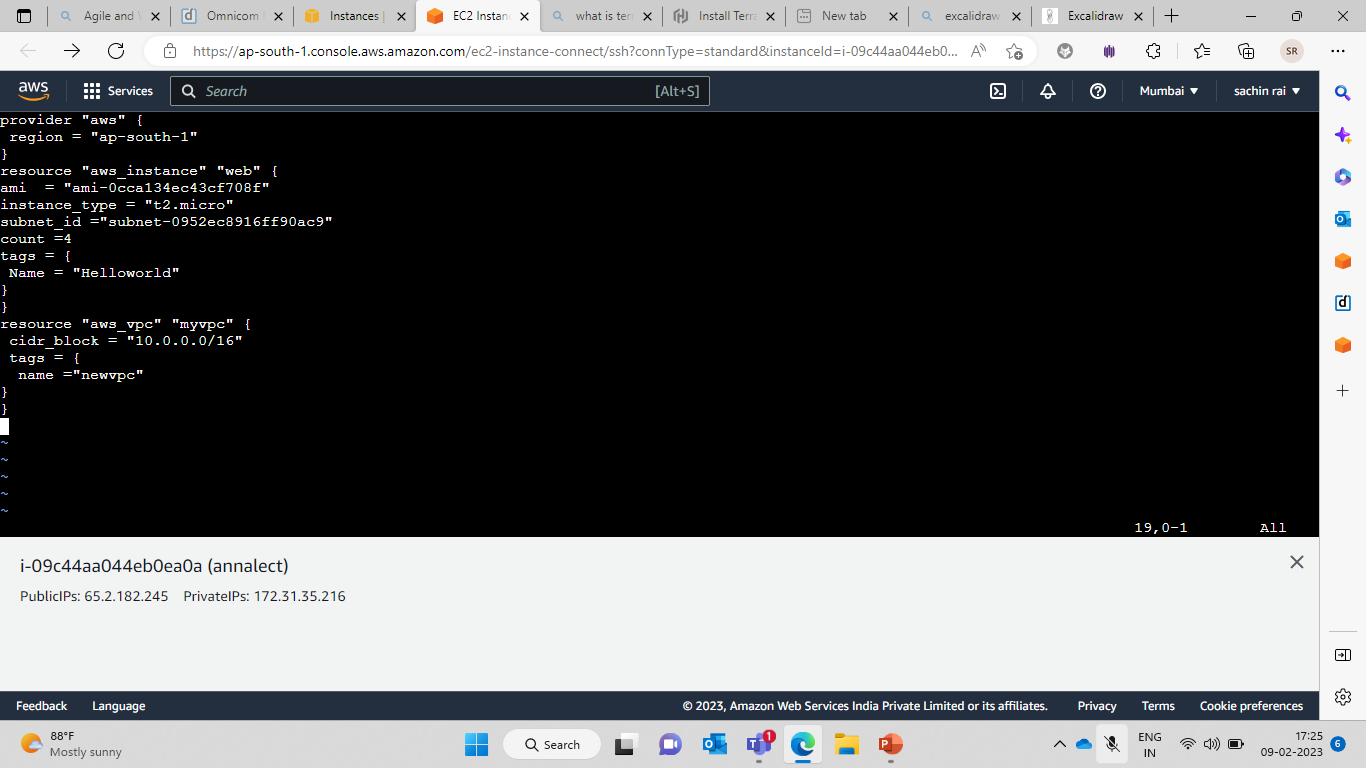 Agile and
Omnicom
Instances |
EC2 Instan
what is terr
Install Terra
New tab
excalidraw
Excalidraw
https://ap-south-1.console.aws.amazon.com/ec2-instance-connect/ssh?connType=standard&instanceId=i-09c44aa044eb0...
SR
aws
Services
Search
[Alt+S]
Mumbai
sachin rai
provider "aws" {
region = "ap-south-1"
}
resource "aws_instance" "web" {
ami = "ami-0cca134ec43cf708f"
instance_type = "t2.micro"
subnet_id ="subnet-0952ec8916ff90ac9"
count =4
tags = {
Name = "Helloworld"
}
}
resource "aws_vpc" "myvpc" {
cidr_block = "10.0.0.0/16"
tags = {
name ="newvpc"
}
}
~
~
~
~
~
19,0-1 All
i-09c44aa044eb0ea0a (annalect)
PublicIPs: 65.2.182.245 PrivateIPs: 172.31.35.216
Feedback Language © 2023, Amazon Web Services India Private Limited or its affiliates. Privacy Terms Cookie preferences
88°F
Mostly sunny
Search
1
ENG
IN
17:25
09-02-2023
6